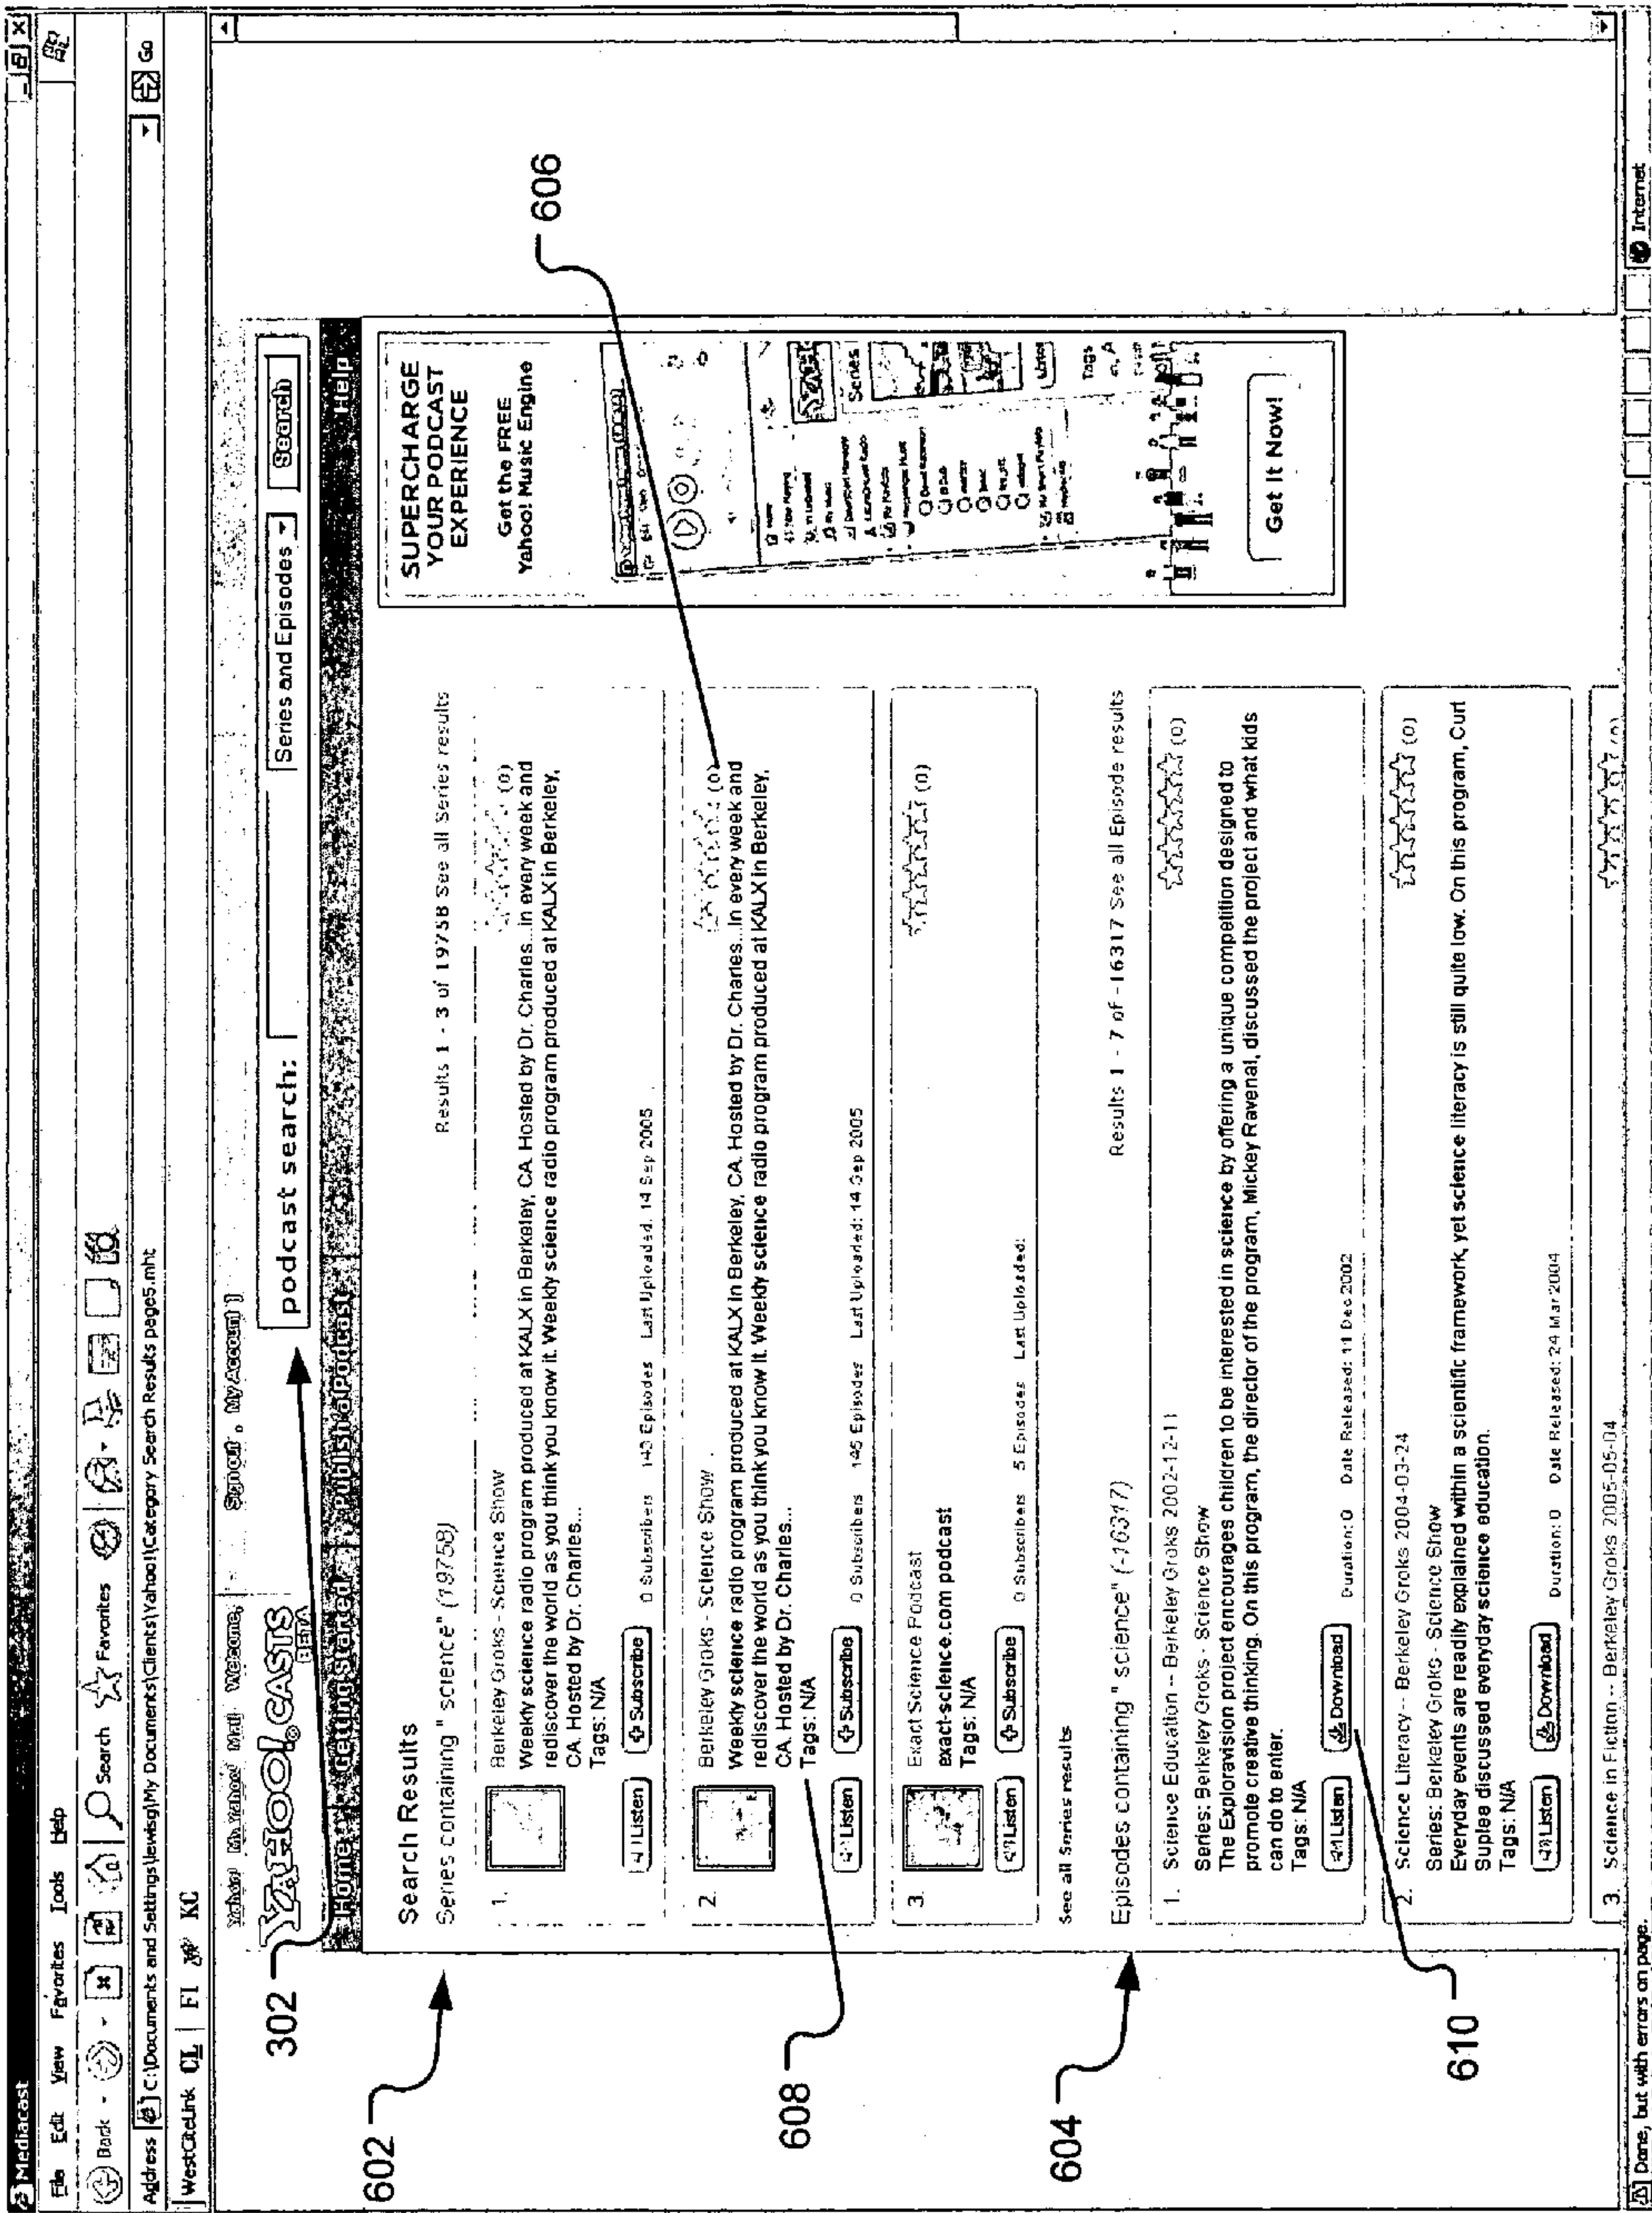 Mediacast
File Edit View Favorites Tools Help
Back Search Favorites
Address C:\Documents and Settings\lewisg\My Documents\Clients\Yahoo!\Category Search Results page5.mht Go
WestCiteLink CL FI KC
Yahoo! My Yahoo! Mail Welcome, Sign out, My Account ]
YAHOO! CASTS
BETA
podcast search: Series and Episodes Search
Home Getting Started Publish a Podcast Help
302
602
Search Results
Series containing " science" (19758) Results 1 - 3 of 19758 See all Series results
1. Berkeley Groks - Science Show (0)
Weekly science radio program produced at KALX in Berkeley, CA. Hosted by Dr. Charles...In every week and
rediscover the world as you think you know it. Weekly science radio program produced at KALX in Berkeley,
CA. Hosted by Dr. Charles...
Tags: N/A
Listen Subscribe 0 Subscribers 143 Episodes Last Uploaded: 14 Sep 2005
606
2. Berkeley Groks - Science Show (0)
Weekly science radio program produced at KALX in Berkeley, CA. Hosted by Dr. Charles...In every week and
rediscover the world as you think you know it. Weekly science radio program produced at KALX in Berkeley,
CA. Hosted by Dr. Charles...
Tags: N/A
608
Listen Subscribe 0 Subscribers 145 Episodes Last Uploaded: 14 Sep 2005
3. Exact Science Podcast (0)
exact-science.com podcast
Tags: N/A
Listen Subscribe 0 Subscribers 5 Episodes Last Uploaded:
See all Series results
604
Episodes containing " science" (-16317) Results 1 - 7 of -16317 See all Episode results
1. Science Education -- Berkeley Groks 2002-12-11 (0)
Series: Berkeley Groks - Science Show
The Exploravision project encourages children to be interested in science by offering a unique competition designed to
promote creative thinking. On this program, the director of the program, Mickey Ravenal, discussed the project and what kids
can do to enter.
Tags: N/A
Listen Download Duration: 0 Date Released: 11 Dec 2002
610
2. Science Literacy -- Berkeley Groks 2004-03-24 (0)
Series: Berkeley Groks - Science Show
Everyday events are readily explained within a scientific framework, yet science literacy is still quite low. On this program, Curt
Suplee discussed everyday science education.
Tags: N/A
Listen Download Duration: 0 Date Released: 24 Mar 2004
3. Science in Fiction -- Berkeley Groks 2005-05-04 (0)
SUPERCHARGE
YOUR PODCAST
EXPERIENCE
Get the FREE
Yahoo! Music Engine
Series
Tags
Get It Now!
Done, but with errors on page. Internet